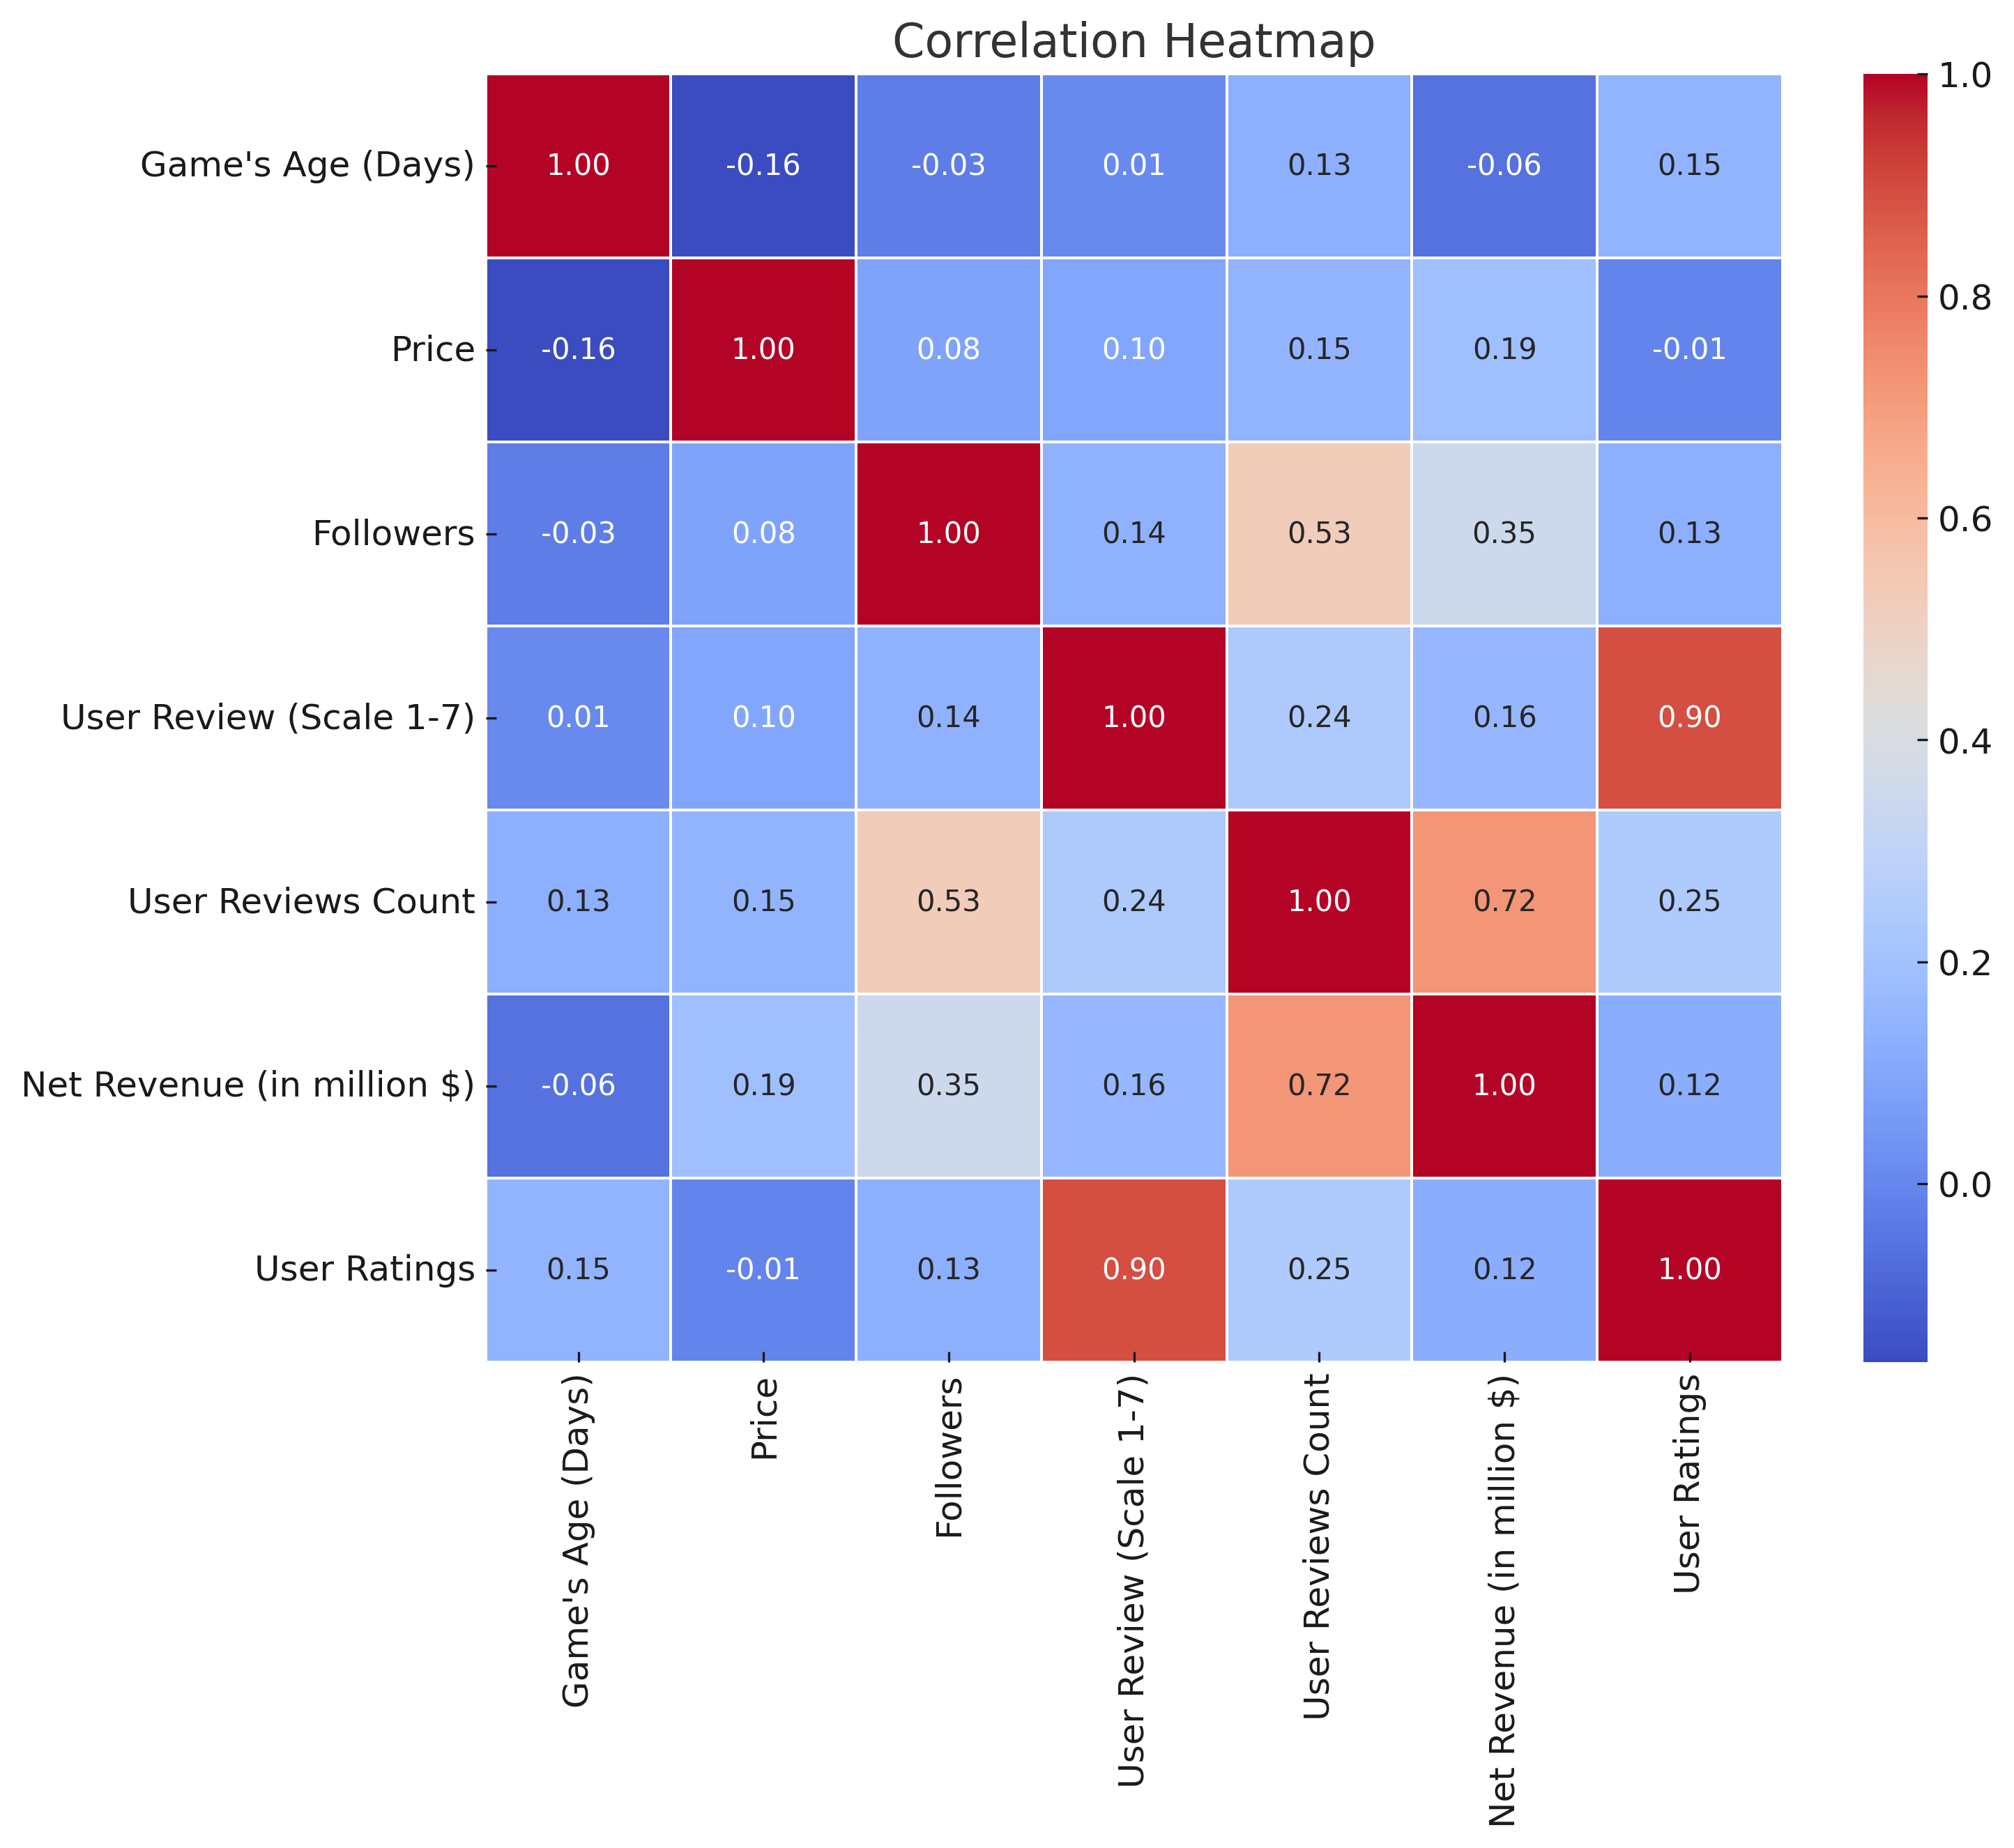 Correlation Heatmap
Game's Age (Days) 1.00 -0.16 -0.03 0.01 0.13 -0.06 0.15
Price -0.16 1.00 0.08 0.10 0.15 0.19 -0.01
Followers -0.03 0.08 1.00 0.14 0.53 0.35 0.13
User Review (Scale 1-7) 0.01 0.10 0.14 1.00 0.24 0.16 0.90
User Reviews Count 0.13 0.15 0.53 0.24 1.00 0.72 0.25
Net Revenue (in million $) -0.06 0.19 0.35 0.16 0.72 1.00 0.12
User Ratings 0.15 -0.01 0.13 0.90 0.25 0.12 1.00
Game's Age (Days)
Price
Followers
User Review (Scale 1-7)
User Reviews Count
Net Revenue (in million $)
User Ratings
1.0
0.8
0.6
0.4
0.2
0.0